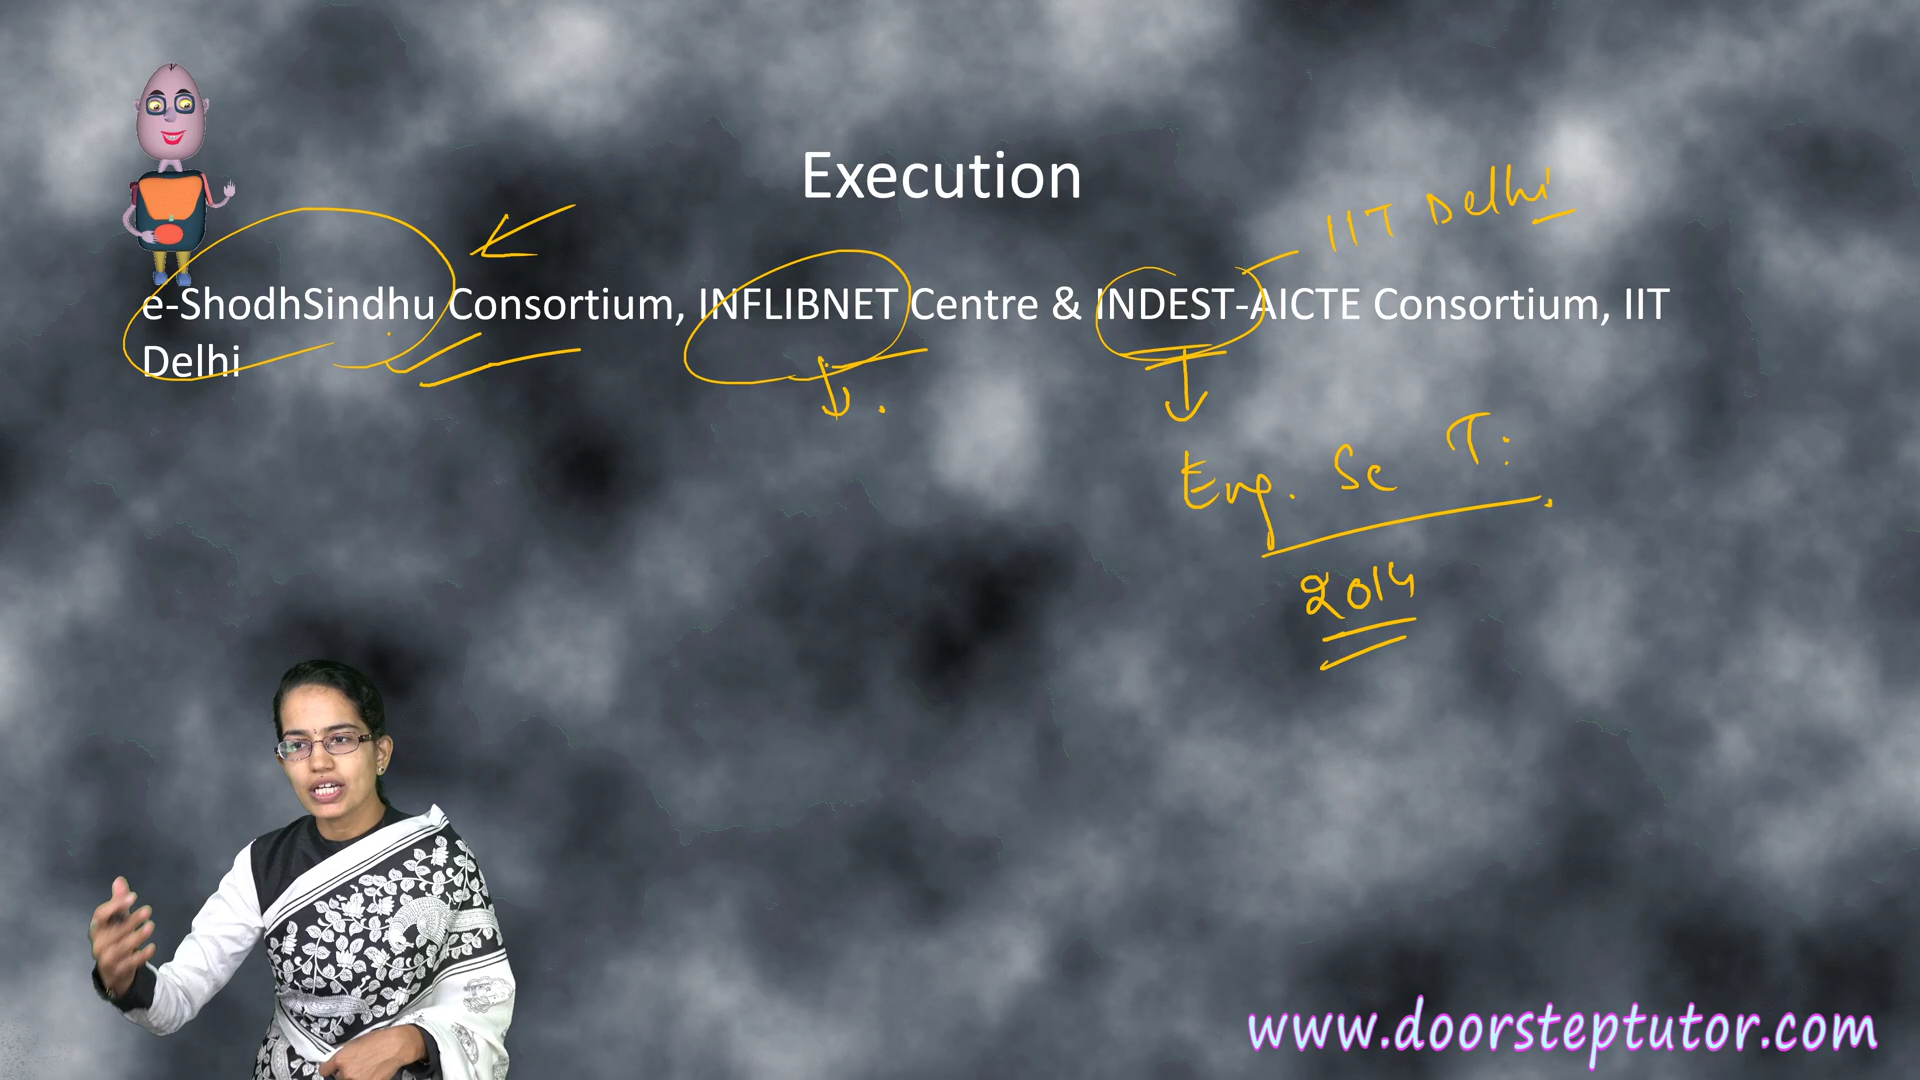 Execution
IIT Delhi
e-ShodhSindhu Consortium, INFLIBNET Centre & INDEST-AICTE Consortium, IIT
Delhi
Eng. Sc T.
2014
www.doorsteptutor.com